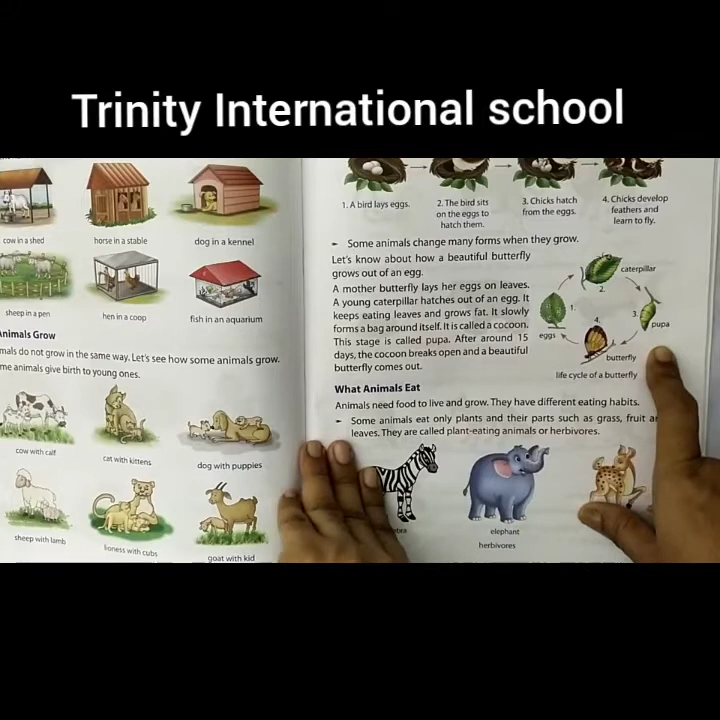 Trinity International school
cow in a shed
horse in a stable
dog in a kennel
sheep in a pen
hen in a coop
fish in an aquarium
Animals Grow
mals do not grow in the same way. Let's see how some animals grow.
me animals give birth to young ones.
cow with calf
cat with kittens
dog with puppies
sheep with lamb
lioness with cubs
goat with kid
1. A bird lays eggs.
2. The bird sits
on the eggs to
hatch them.
3. Chicks hatch
from the eggs.
4. Chicks develop
feathers and
learn to fly.
➤ Some animals change many forms when they grow.
Let's know about how a beautiful butterfly
grows out of an egg.
A mother butterfly lays her eggs on leaves.
A young caterpillar hatches out of an egg. It
keeps eating leaves and grows fat. It slowly
forms a bag around itself. It is called a cocoon.
This stage is called pupa. After around 15
days, the cocoon breaks open and a beautiful
butterfly comes out.
caterpillar
2.
1.
3.
pupa
eggs
4.
butterfly
life cycle of a butterfly
What Animals Eat
Animals need food to live and grow. They have different eating habits.
➤ Some animals eat only plants and their parts such as grass, fruit
leaves. They are called plant-eating animals or herbivores.
elephant
herbivores